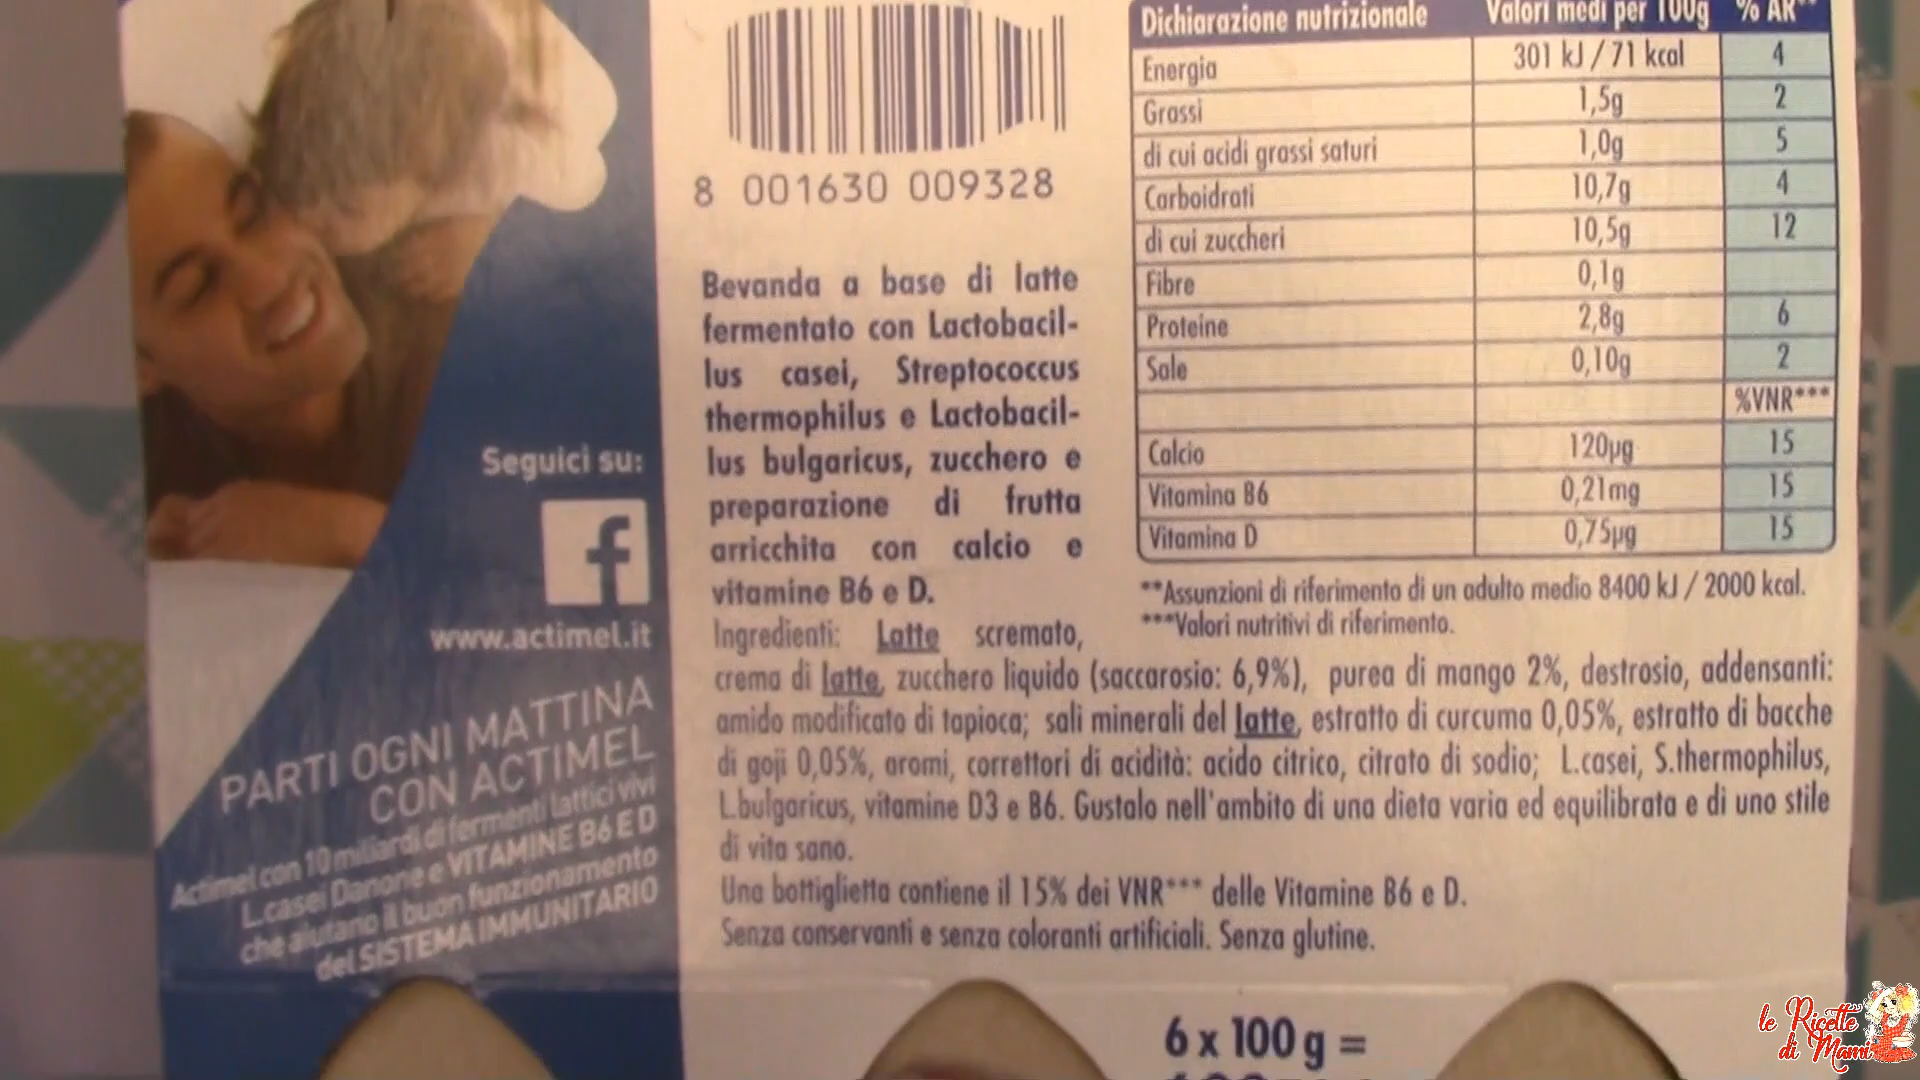 8 001630 009328
Dichiarazione nutrizionale Valori medi per 100g % AR**
Energia 301 kJ / 71 kcal 4
Grassi 1,5g 2
di cui acidi grassi saturi 1,0g 5
Carboidrati 10,7g 4
di cui zuccheri 10,5g 12
Fibre 0,1g
Proteine 2,8g 6
Sale 0,10g 2
%VNR***
Calcio 120µg 15
Vitamina B6 0,21mg 15
Vitamina D 0,75µg 15
**Assunzioni di riferimento di un adulto medio 8400 kJ / 2000 kcal.
***Valori nutritivi di riferimento.
Bevanda a base di latte
fermentato con Lactobacil-
lus casei, Streptococcus
thermophilus e Lactobacil-
lus bulgaricus, zucchero e
preparazione di frutta
arricchita con calcio e
vitamine B6 e D.
Ingredienti: Latte scremato,
crema di latte, zucchero liquido (saccarosio: 6,9%), purea di mango 2%, destrosio, addensanti:
amido modificato di tapioca; sali minerali del latte, estratto di curcuma 0,05%, estratto di bacche
di goji 0,05%, aromi, correttori di acidità: acido citrico, citrato di sodio; L.casei, S.thermophilus,
L.bulgaricus, vitamine D3 e B6. Gustalo nell'ambito di una dieta varia ed equilibrata e di uno stile
di vita sano.
Una bottiglietta contiene il 15% dei VNR*** delle Vitamine B6 e D.
Senza conservanti e senza coloranti artificiali. Senza glutine.
6 x 100 g =
Seguici su:
f
www.actimel.it
PARTI OGNI MATTINA
CON ACTIMEL
Actimel con 10 miliardi di fermenti lattici vivi
L.casei Danone e VITAMINE B6 E D
che aiutano il buon funzionamento
del SISTEMA IMMUNITARIO
le Ricette
di Mami